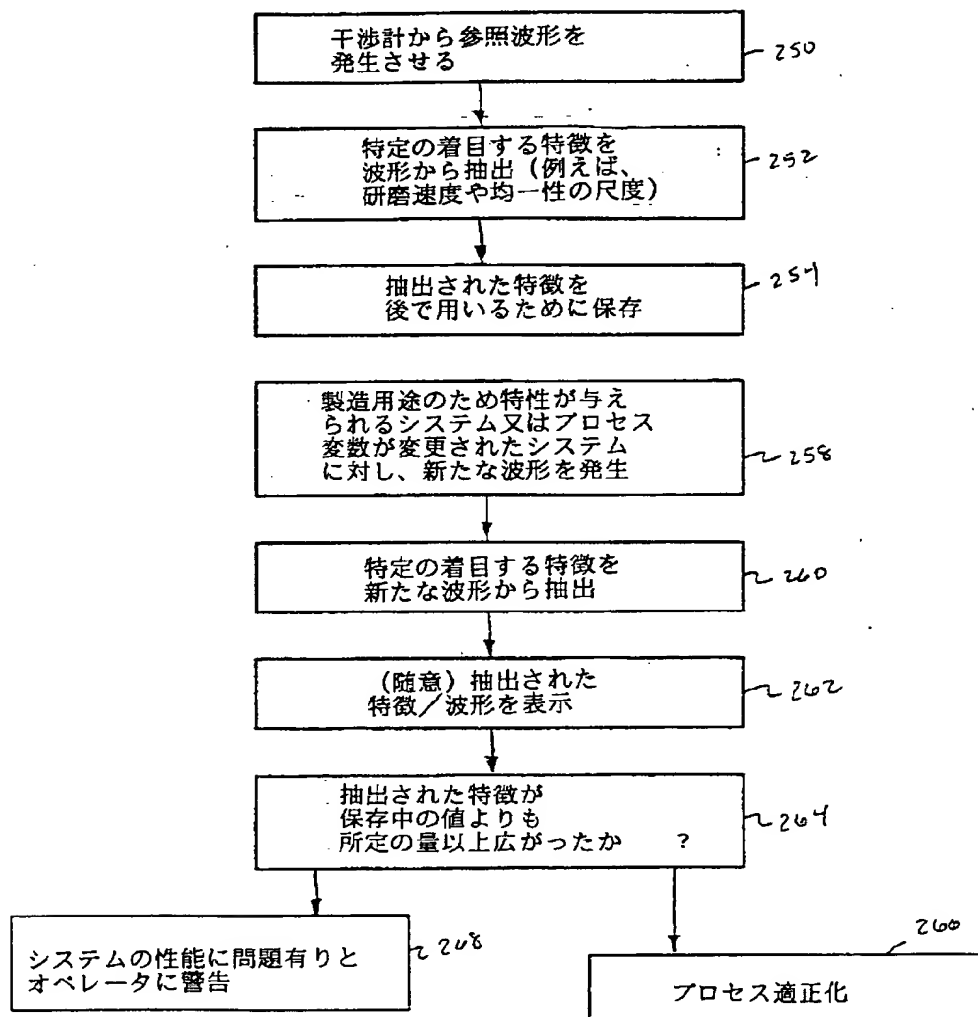 干渉計から参照波形を
発生させる
250
特定の着目する特徴を
波形から抽出（例えば、
研磨速度や均一性の尺度）
252
抽出された特徴を
後で用いるために保存
254
製造用途のため特性が与え
られるシステム又はプロセス
変数が変更されたシステム
に対し、新たな波形を発生
258
特定の着目する特徴を
新たな波形から抽出
260
（随意）抽出された
特徴／波形を表示
262
抽出された特徴が
保存中の値よりも
所定の量以上広がったか　？
264
システムの性能に問題有りと
オペレータに警告
268
プロセス適正化
260